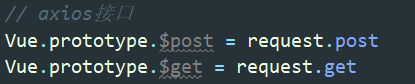 // axios接口
Vue.prototype.$post = request.post
Vue.prototype.$get = request.get